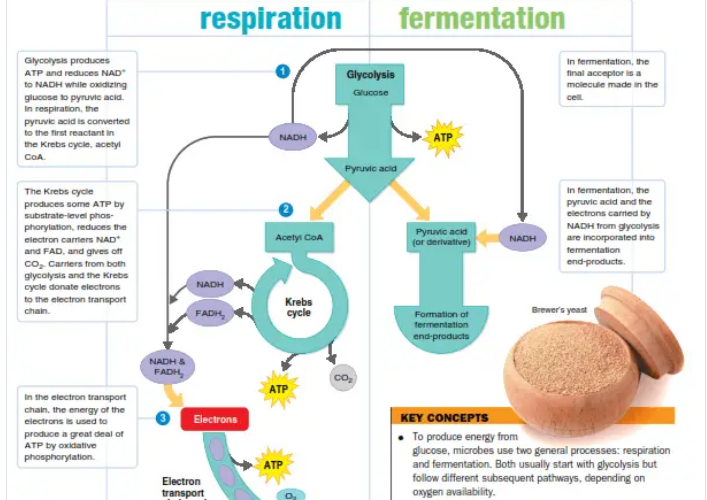 respiration
fermentation
Glycolysis produces
ATP and reduces NAD⁺
to NADH while oxidizing
glucose to pyruvic acid.
In respiration, the
pyruvic acid is converted
to the first reactant in
the Krebs cycle, acetyl
CoA.
1
Glycolysis
Glucose
NADH
ATP
Pyruvic acid
In fermentation, the
final acceptor is a
molecule made in the
cell.
The Krebs cycle
produces some ATP by
substrate-level phos-
phorylation, reduces the
electron carriers NAD⁺
and FAD, and gives off
CO₂. Carriers from both
glycolysis and the Krebs
cycle donate electrons
to the electron transport
chain.
2
Acetyl CoA
Pyruvic acid
(or derivative)
NADH
In fermentation, the
pyruvic acid and the
electrons carried by
NADH from glycolysis
are incorporated into
fermentation
end-products.
NADH
FADH₂
Krebs
cycle
Formation of
fermentation
end-products
Brewer's yeast
NADH &
FADH₂
ATP
CO₂
In the electron transport
chain, the energy of the
electrons is used to
produce a great deal of
ATP by oxidative
phosphorylation.
3
Electrons
ATP
Electron
transport
O₂
KEY CONCEPTS
• To produce energy from
glucose, microbes use two general processes: respiration
and fermentation. Both usually start with glycolysis but
follow different subsequent pathways, depending on
oxygen availability.